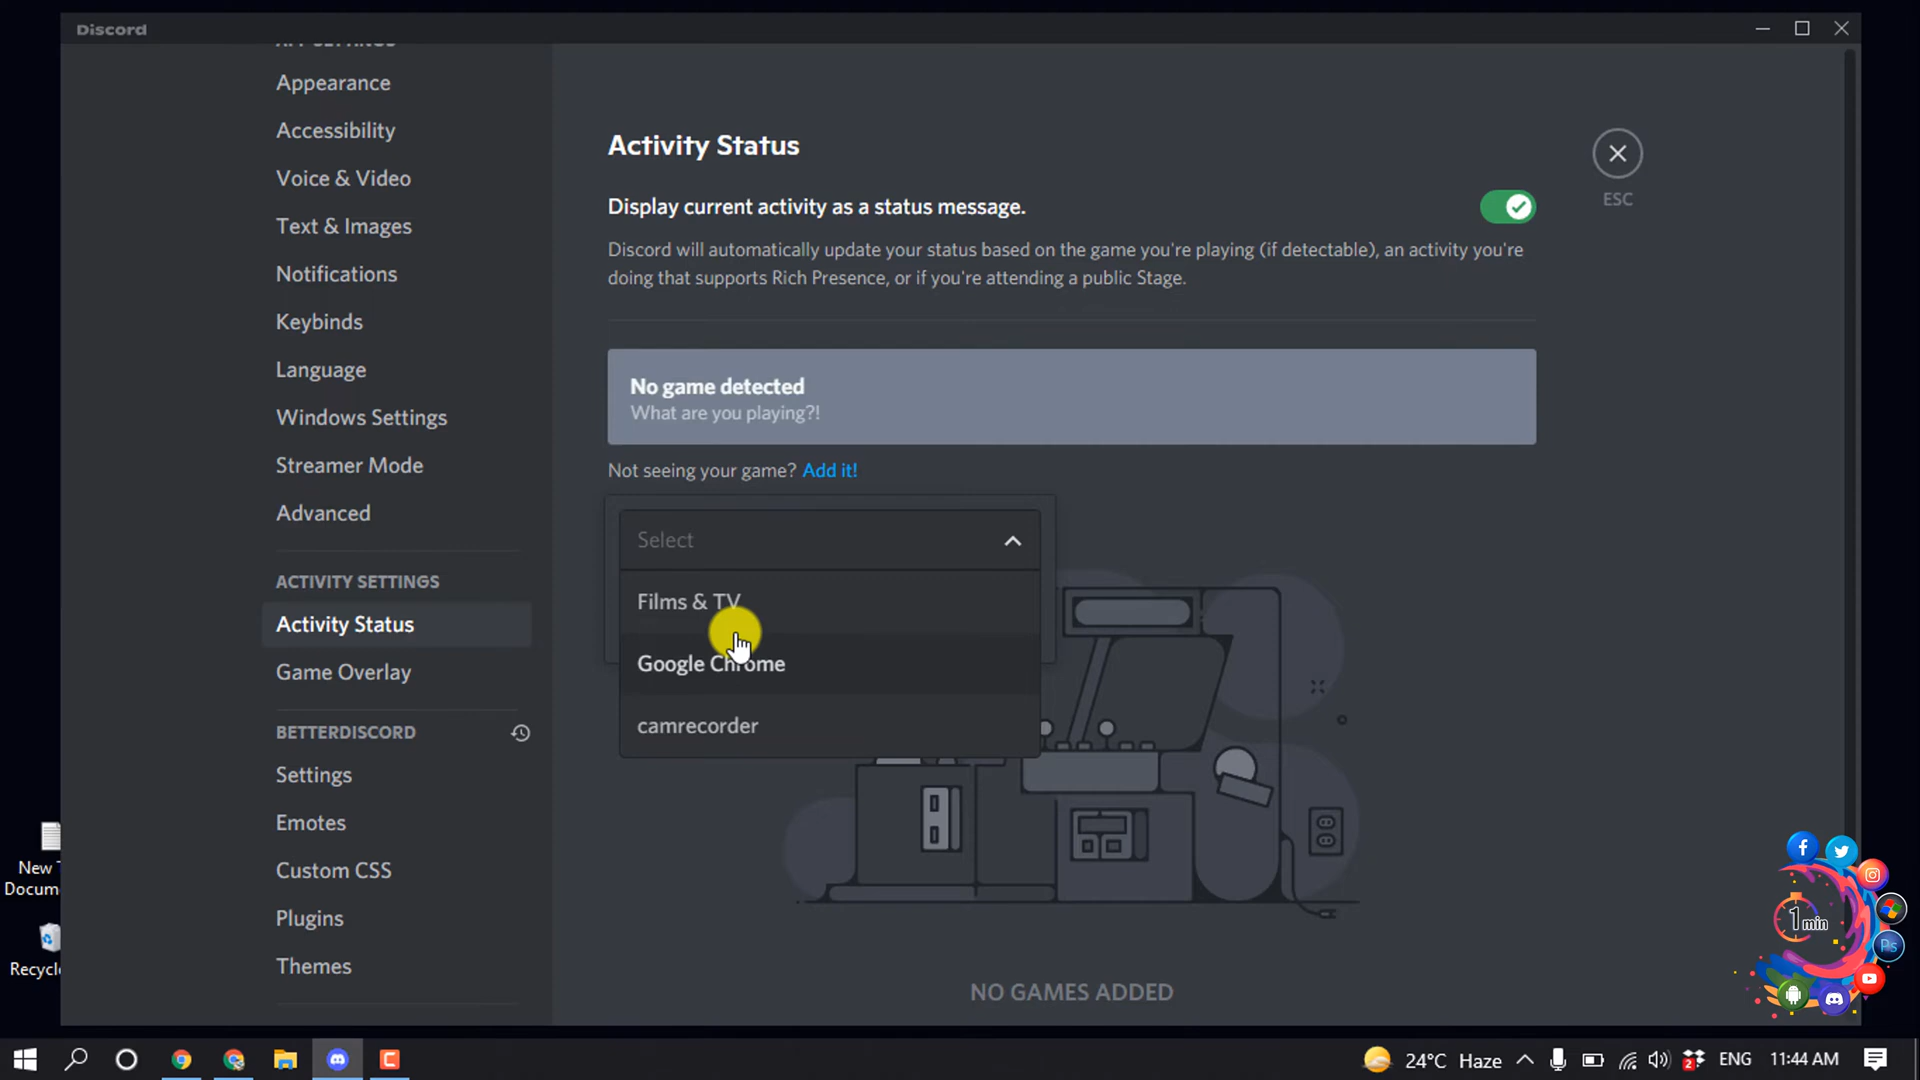 Discord
APP SETTINGS
Appearance
Accessibility
Voice & Video
Text & Images
Notifications
Keybinds
Language
Windows Settings
Streamer Mode
Advanced
ACTIVITY SETTINGS
Activity Status
Game Overlay
BETTERDISCORD
Settings
Emotes
Custom CSS
Plugins
Themes
Activity Status
ESC
Display current activity as a status message.
Discord will automatically update your status based on the game you're playing (if detectable), an activity you're
doing that supports Rich Presence, or if you're attending a public Stage.
No game detected
What are you playing?!
Not seeing your game? Add it!
Select
Films & TV
Google Chrome
camrecorder
NO GAMES ADDED
New T
Docum
Recycl
1 min
Ps
24°C Haze
2
ENG
11:44 AM